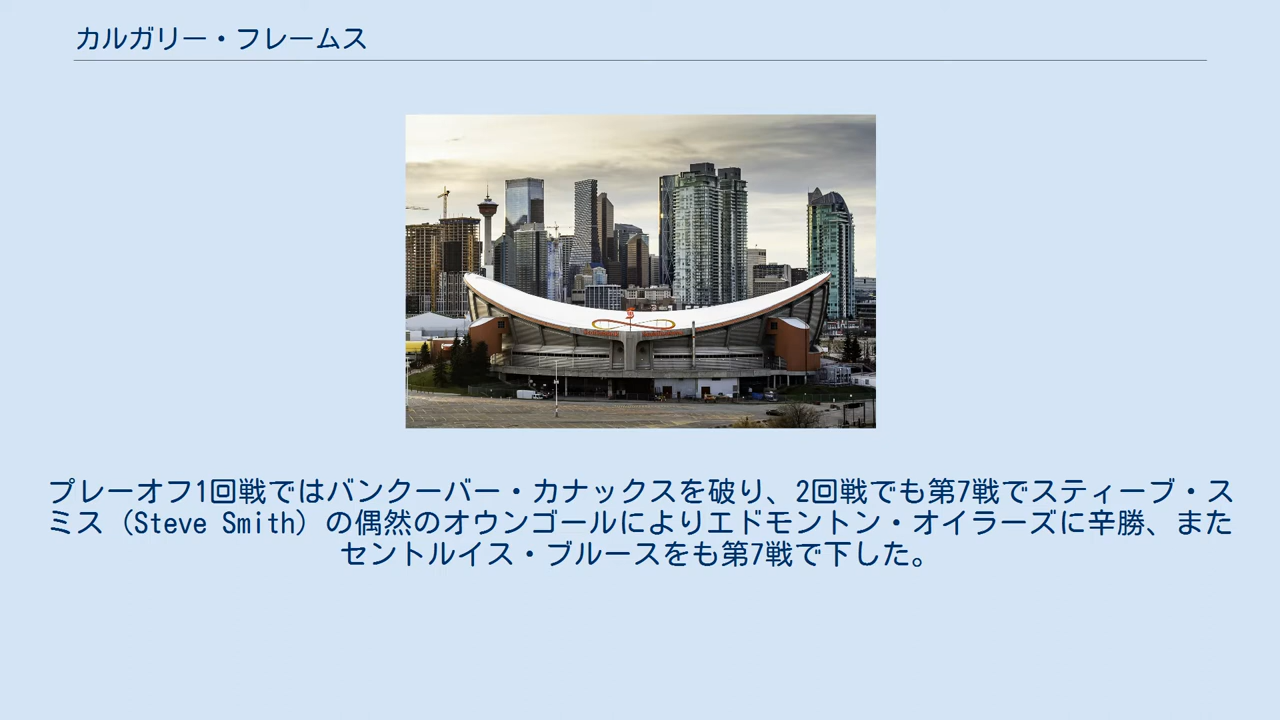 カルガリー・フレームス
プレーオフ1回戦ではバンクーバー・カナックスを破り、2回戦でも第7戦でスティーブ・ス
ミス（Steve Smith）の偶然のオウンゴールによりエドモントン・オイラーズに辛勝、また
セントルイス・ブルースをも第7戦で下した。